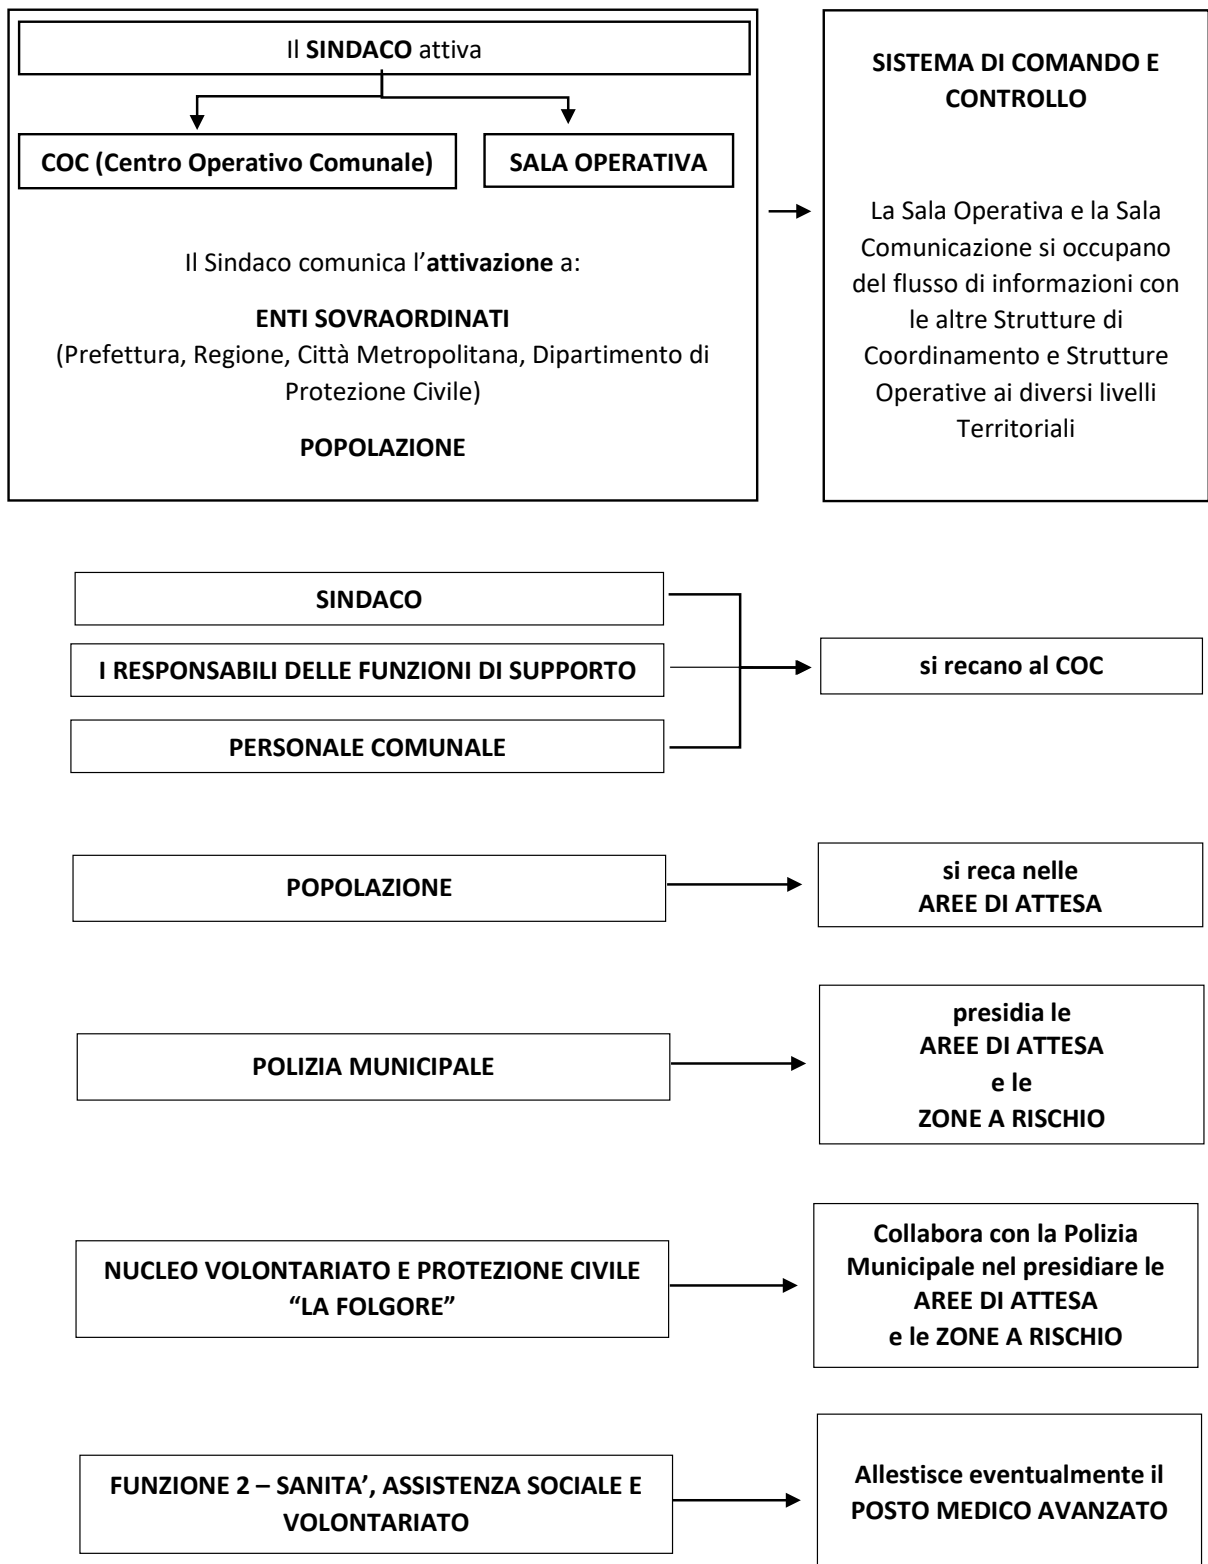 Il SINDACO attiva
COC (Centro Operativo Comunale)
SALA OPERATIVA
Il Sindaco comunica l’attivazione a:
ENTI SOVRAORDINATI
(Prefettura, Regione, Città Metropolitana, Dipartimento di
Protezione Civile)
POPOLAZIONE
SISTEMA DI COMANDO E
CONTROLLO
La Sala Operativa e la Sala
Comunicazione si occupano
del flusso di informazioni con
le altre Strutture di
Coordinamento e Strutture
Operative ai diversi livelli
Territoriali
SINDACO
I RESPONSABILI DELLE FUNZIONI DI SUPPORTO
PERSONALE COMUNALE
si recano al COC
POPOLAZIONE
si reca nelle
AREE DI ATTESA
POLIZIA MUNICIPALE
presidia le
AREE DI ATTESA
e le
ZONE A RISCHIO
NUCLEO VOLONTARIATO E PROTEZIONE CIVILE
“LA FOLGORE”
Collabora con la Polizia
Municipale nel presidiare le
AREE DI ATTESA
e le ZONE A RISCHIO
FUNZIONE 2 – SANITA’, ASSISTENZA SOCIALE E
VOLONTARIATO
Allestisce eventualmente il
POSTO MEDICO AVANZATO